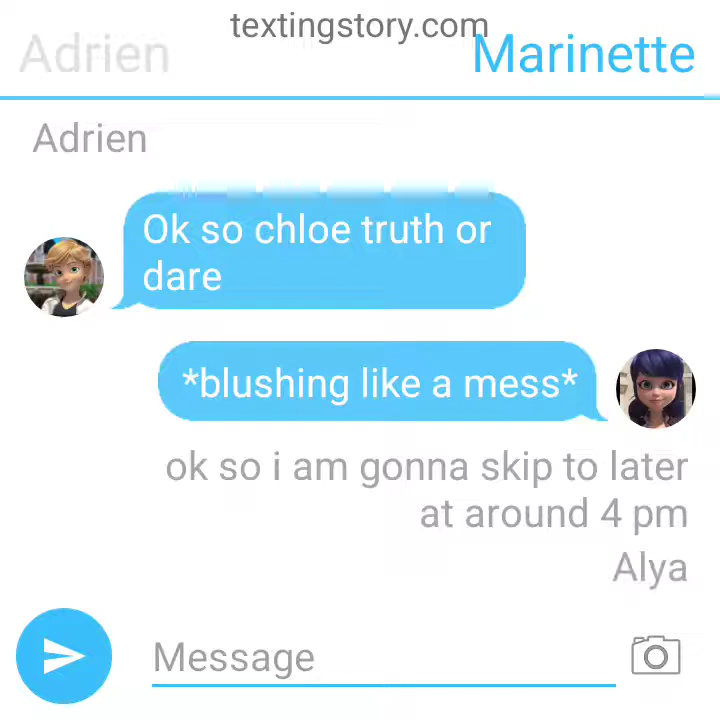 textingstory.com
Adrien
Marinette
Adrien
Ok so chloe truth or
dare
*blushing like a mess*
ok so i am gonna skip to later
at around 4 pm
Alya
Message